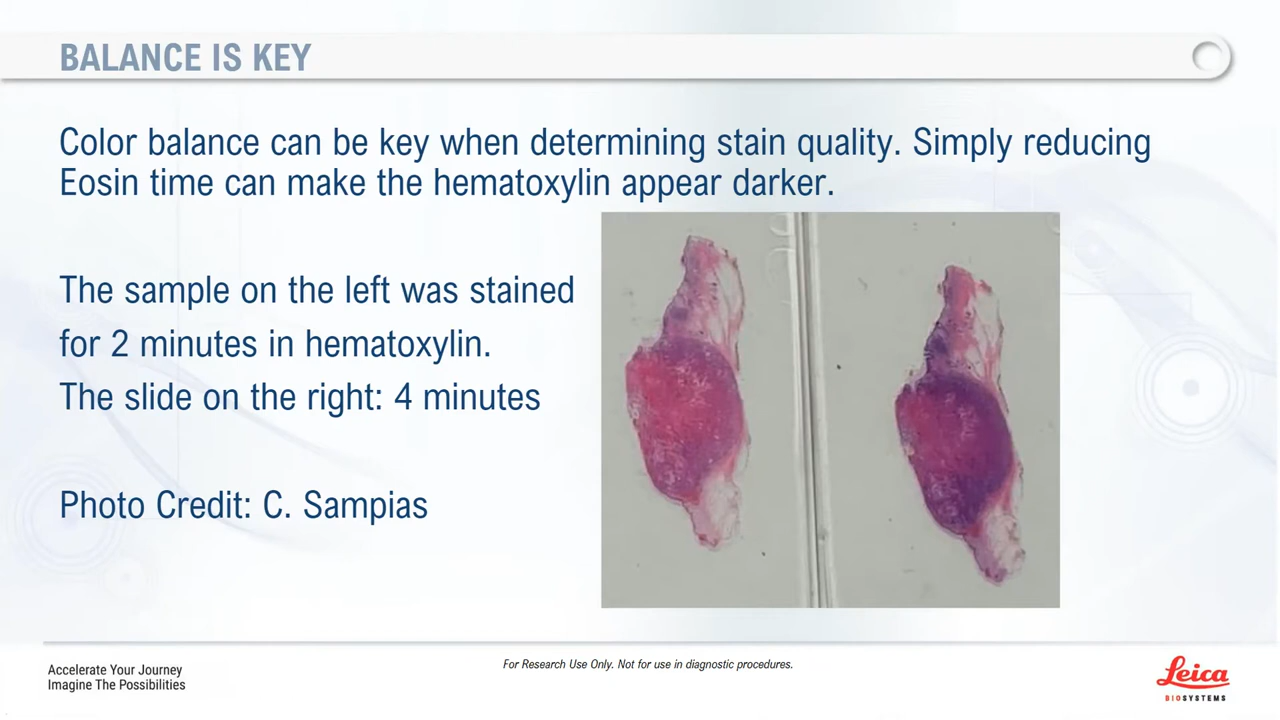 BALANCE IS KEY
Color balance can be key when determining stain quality. Simply reducing
Eosin time can make the hematoxylin appear darker.
The sample on the left was stained
for 2 minutes in hematoxylin.
The slide on the right: 4 minutes
Photo Credit: C. Sampias
Accelerate Your Journey
Imagine The Possibilities
For Research Use Only. Not for use in diagnostic procedures.
Leica
BIOSYSTEMS